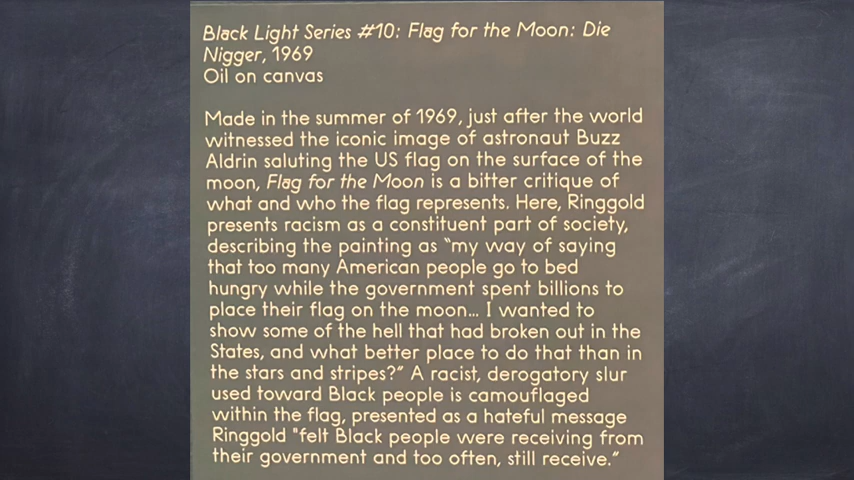 Black Light Series #10: Flag for the Moon: Die
Nigger, 1969
Oil on canvas
Made in the summer of 1969, just after the world
witnessed the iconic image of astronaut Buzz
Aldrin saluting the US flag on the surface of the
moon, Flag for the Moon is a bitter critique of
what and who the flag represents. Here, Ringgold
presents racism as a constituent part of society,
describing the painting as “my way of saying
that too many American people go to bed
hungry while the government spent billions to
place their flag on the moon... I wanted to
show some of the hell that had broken out in the
States, and what better place to do that than in
the stars and stripes?” A racist, derogatory slur
used toward Black people is camouflaged
within the flag, presented as a hateful message
Ringgold "felt Black people were receiving from
their government and too often, still receive.”